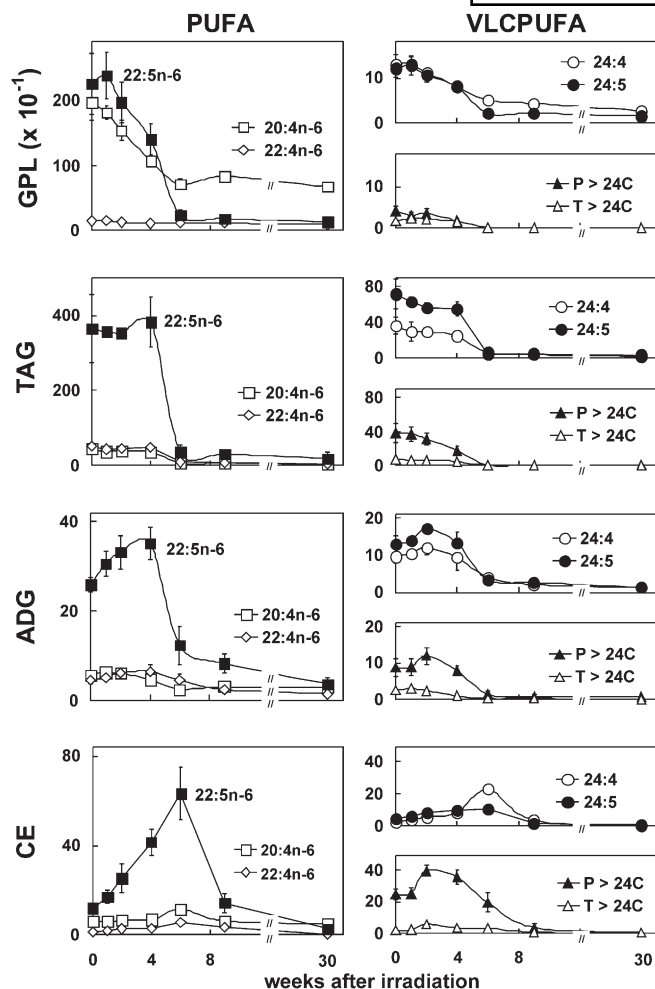 PUFA VLCPUFA
GPL (x 10⁻¹)
200
100
0
22:5n-6
20:4n-6
22:4n-6
//
10
0
24:4
24:5
//
10
0
P > 24C
T > 24C
//
TAG
400
200
0
22:5n-6
20:4n-6
22:4n-6
//
80
40
0
24:4
24:5
//
80
40
0
P > 24C
T > 24C
//
ADG
40
20
0
22:5n-6
20:4n-6
22:4n-6
//
20
10
0
24:4
24:5
//
20
10
0
P > 24C
T > 24C
//
CE
80
40
0
22:5n-6
20:4n-6
22:4n-6
//
40
20
0
24:4
24:5
//
40
20
0
P > 24C
T > 24C
//
0 4 8 30 0 4 8 30
weeks after irradiation